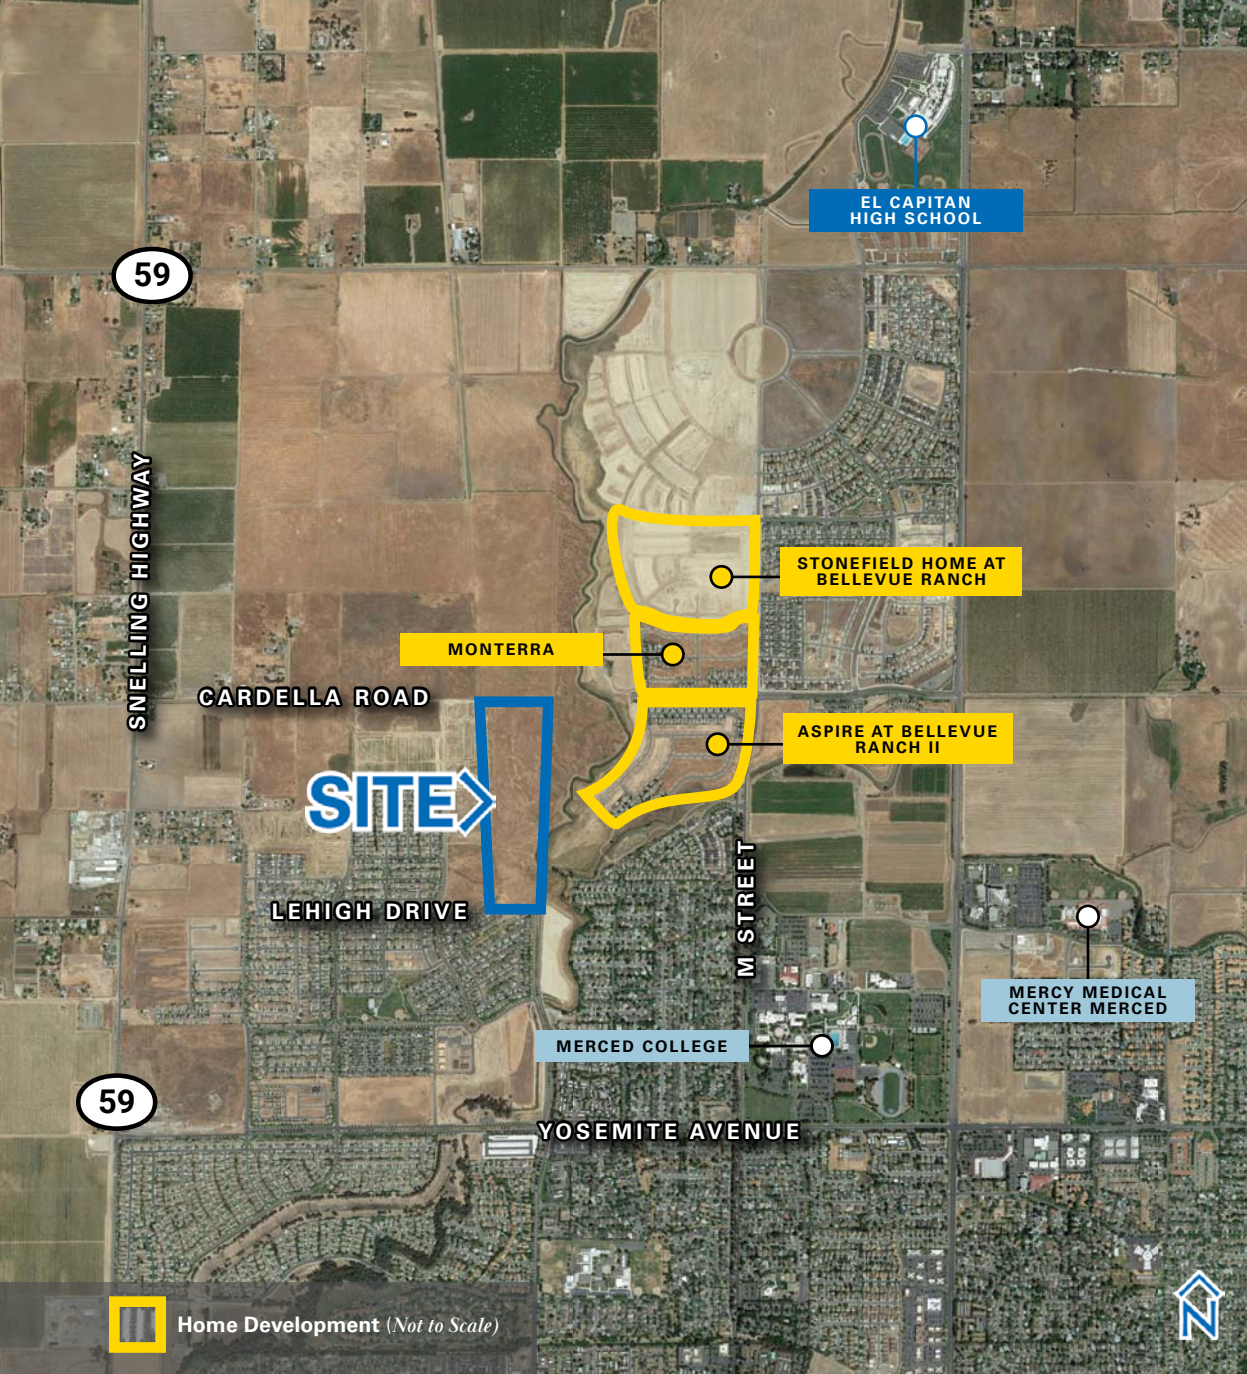 EL CAPITAN
HIGH SCHOOL
59
SNELLING HIGHWAY
STONEFIELD HOME AT
BELLEVUE RANCH
MONTERRA
CARDELLA ROAD
ASPIRE AT BELLEVUE
RANCH II
SITE
M STREET
LEHIGH DRIVE
MERCY MEDICAL
CENTER MERCED
MERCED COLLEGE
59
YOSEMITE AVENUE
Home Development (Not to Scale)
N